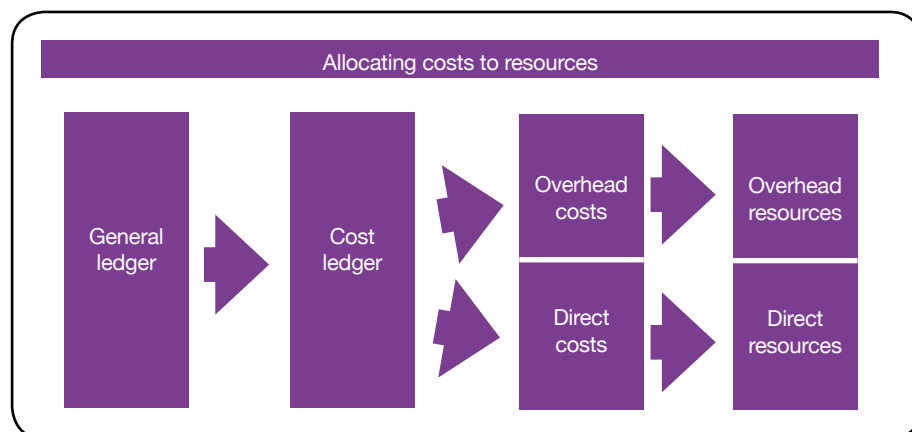 Allocating costs to resources
General
ledger
Cost
ledger
Overhead
costs
Overhead
resources
Direct
costs
Direct
resources